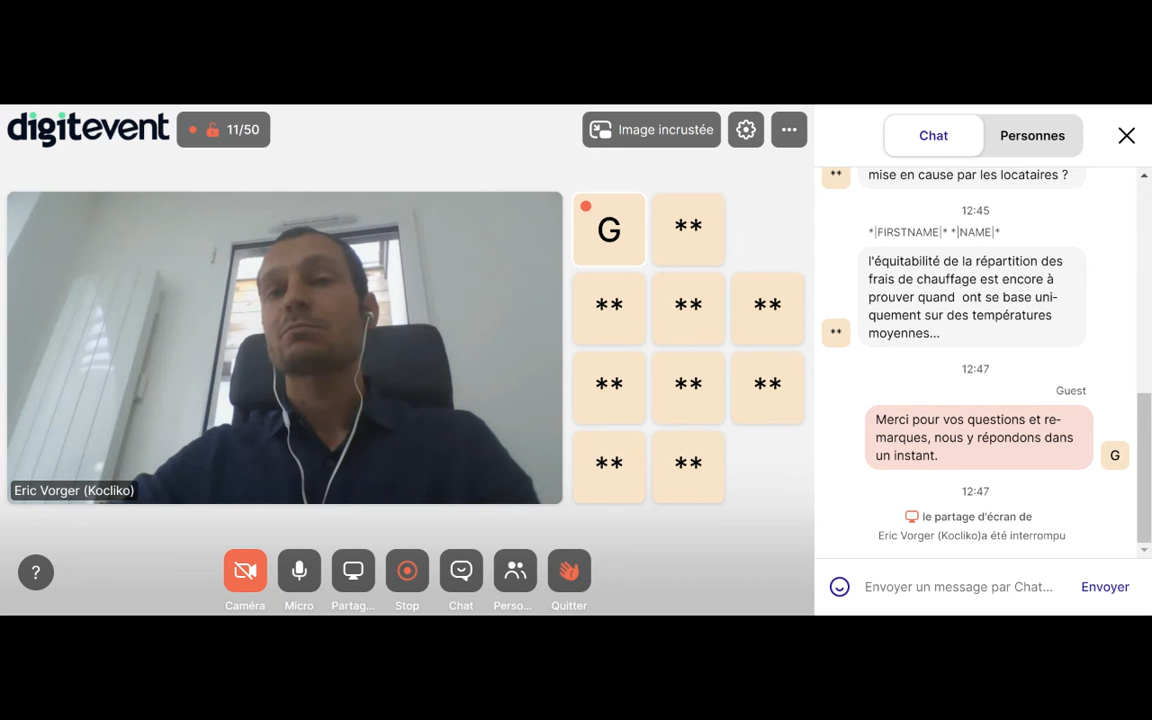 digitevent
11/50
Image incrustée
Chat
Personnes
mise en cause par les locataires ?
**
12:45
*|FIRSTNAME|* *|NAME|*
l'équitabilité de la répartition des
frais de chauffage est encore à
prouver quand ont se base uni-
quement sur des températures
moyennes...
**
12:47
Guest
Merci pour vos questions et re-
marques, nous y répondons dans
un instant.
G
12:47
le partage d'écran de
Eric Vorger (Kocliko)a été interrompu
Envoyer un message par Chat...
Envoyer
G
**
**
**
**
**
**
**
**
**
Eric Vorger (Kocliko)
?
Caméra
Micro
Partag...
Stop
Chat
Perso...
Quitter